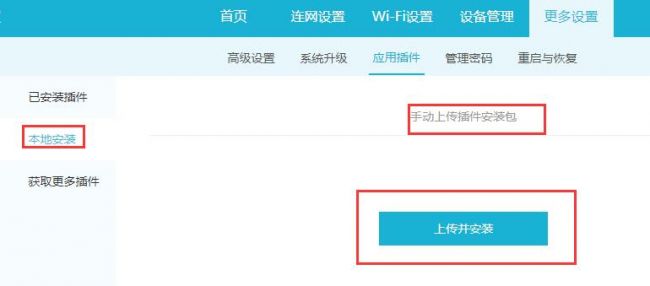 首页 连网设置 Wi-Fi设置 设备管理 更多设置
高级设置 系统升级 应用插件 管理密码 重启与恢复
已安装插件
手动上传插件安装包
本地安装
获取更多插件
上传并安装